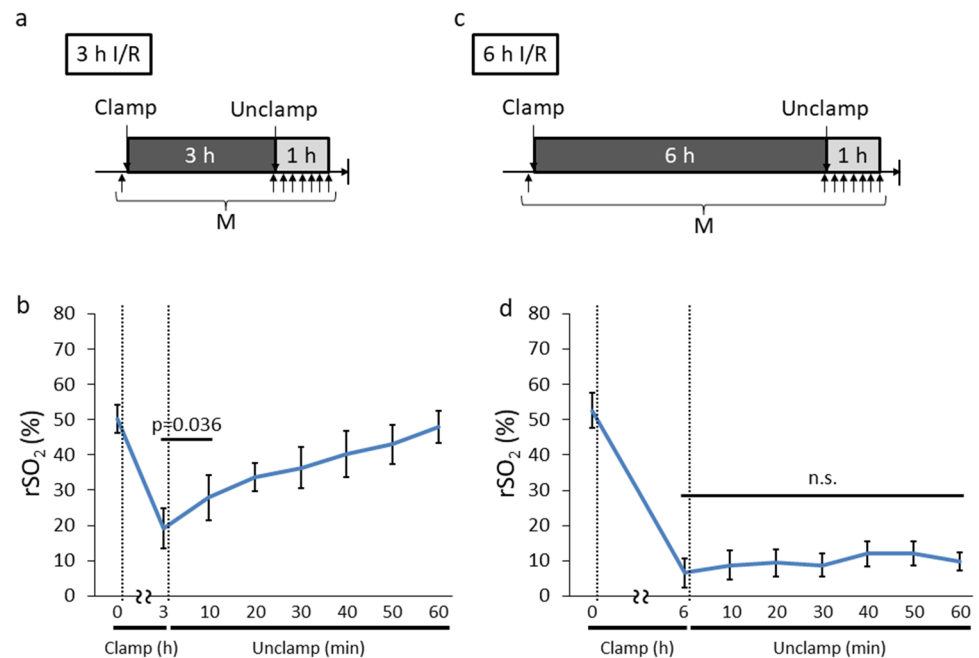 a
3 h I/R
Clamp Unclamp
3 h 1 h
M
c
6 h I/R
Clamp Unclamp
6 h 1 h
M
b
rSO₂ (%)
80
70
60
50
40
30
20
10
0
p=0.036
0 3 10 20 30 40 50 60
Clamp (h) Unclamp (min)
d
rSO₂ (%)
80
70
60
50
40
30
20
10
0
n.s.
0 6 10 20 30 40 50 60
Clamp (h) Unclamp (min)